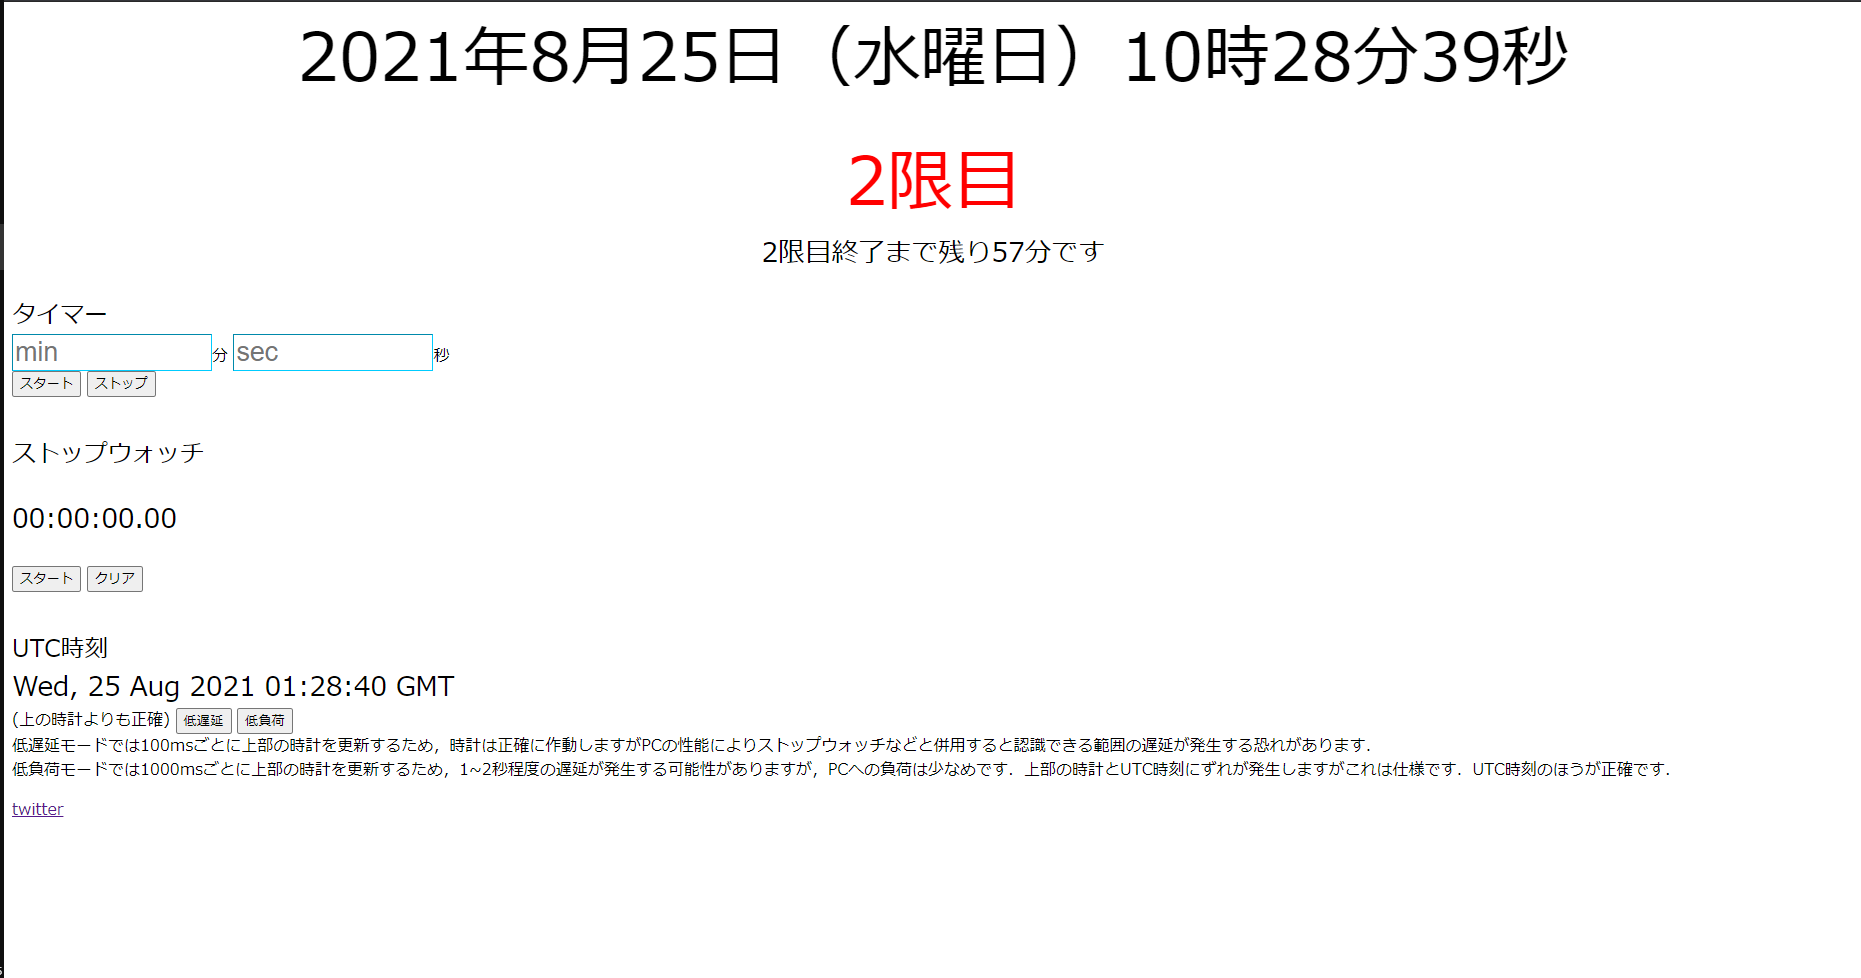 2021年8月25日（水曜日）10時28分39秒
2限目
2限目終了まで残り57分です
タイマー
min分 sec秒
スタート ストップ
ストップウォッチ
00:00:00.00
スタート クリア
UTC時刻
Wed, 25 Aug 2021 01:28:40 GMT
(上の時計よりも正確) 低遅延 低負荷
低遅延モードでは100msごとに上部の時計を更新するため，時計は正確に作動しますがPCの性能によりストップウォッチなどと併用すると認識できる範囲の遅延が発生する恐れがあります．
低負荷モードでは1000msごとに上部の時計を更新するため，1~2秒程度の遅延が発生する可能性がありますが，PCへの負荷は少なめです．上部の時計とUTC時刻にずれが発生しますがこれは仕様です．UTC時刻のほうが正確です．
twitter